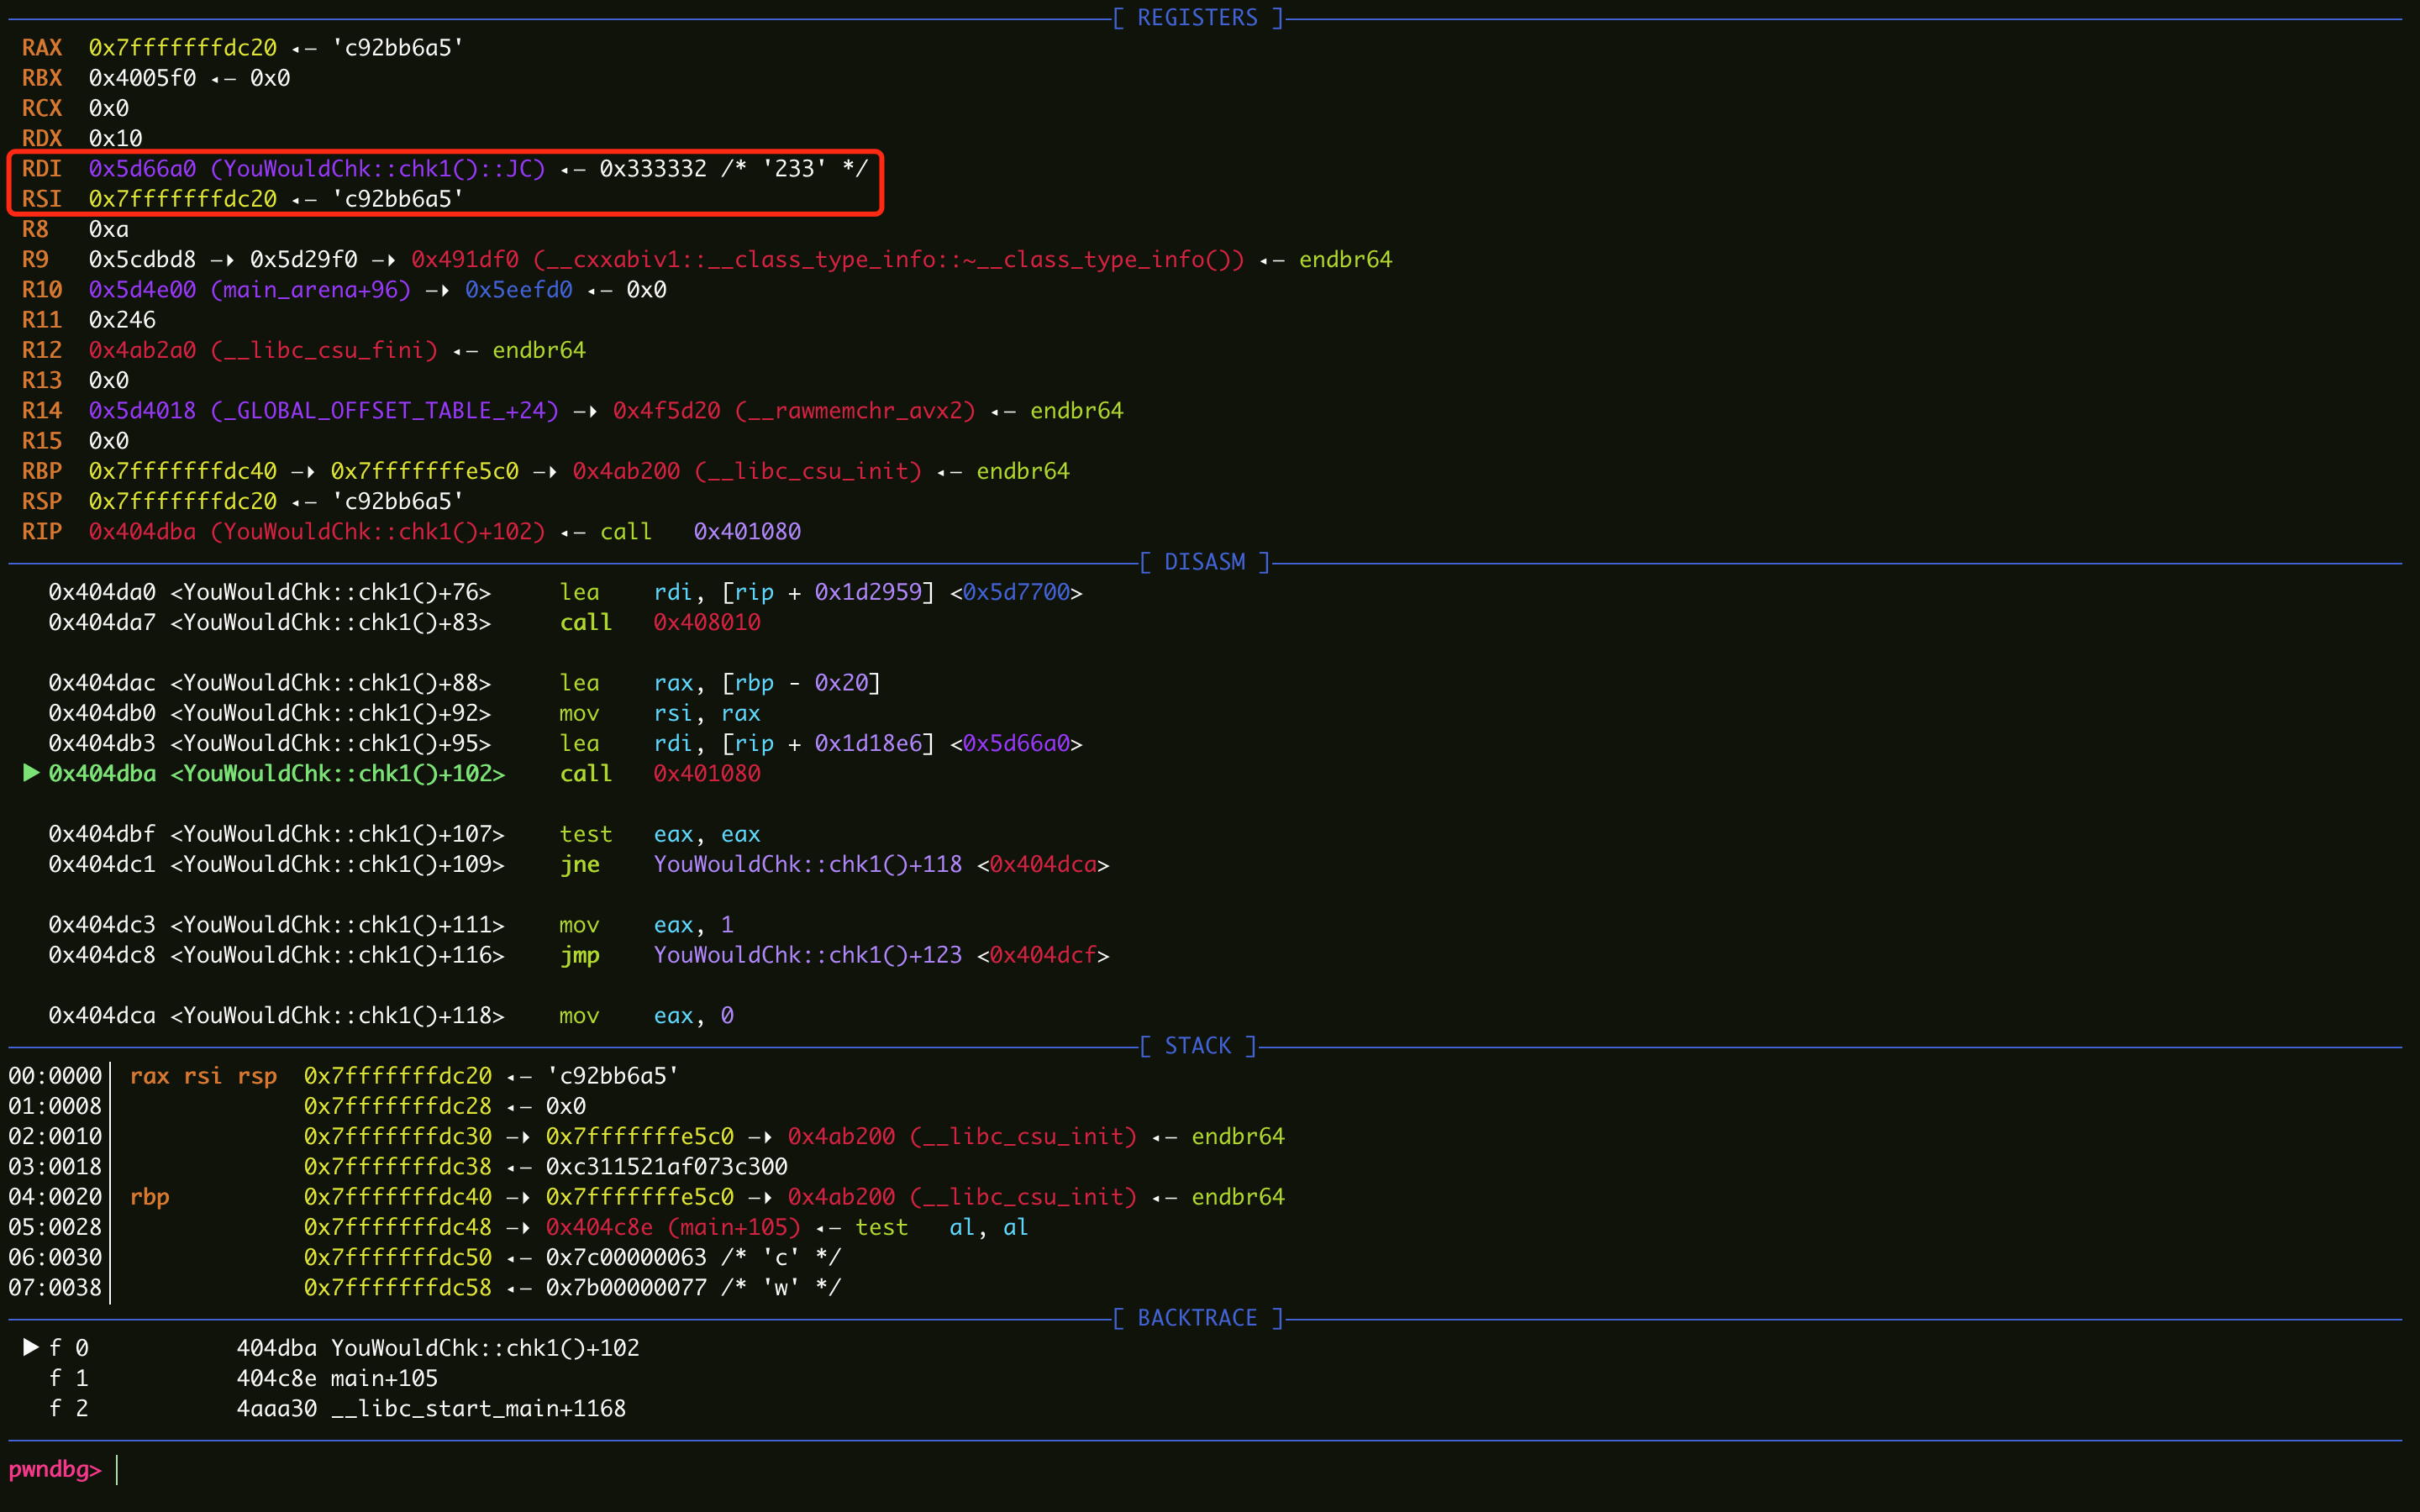 [ REGISTERS ]
RAX  0x7fffffffdc20 ◂— 'c92bb6a5'
RBX  0x4005f0 ◂— 0x0
RCX  0x0
RDX  0x10
RDI  0x5d66a0 (YouWouldChk::chk1()::JC) ◂— 0x333332 /* '233' */
RSI  0x7fffffffdc20 ◂— 'c92bb6a5'
R8   0xa
R9   0x5cdbd8 —▸ 0x5d29f0 —▸ 0x491df0 (__cxxabiv1::__class_type_info::~__class_type_info()) ◂— endbr64
R10  0x5d4e00 (main_arena+96) —▸ 0x5eefd0 ◂— 0x0
R11  0x246
R12  0x4ab2a0 (__libc_csu_fini) ◂— endbr64
R13  0x0
R14  0x5d4018 (_GLOBAL_OFFSET_TABLE_+24) —▸ 0x4f5d20 (__rawmemchr_avx2) ◂— endbr64
R15  0x0
RBP  0x7fffffffdc40 —▸ 0x7fffffffe5c0 —▸ 0x4ab200 (__libc_csu_init) ◂— endbr64
RSP  0x7fffffffdc20 ◂— 'c92bb6a5'
RIP  0x404dba (YouWouldChk::chk1()+102) ◂— call   0x401080
[ DISASM ]
0x404da0 <YouWouldChk::chk1()+76>     lea    rdi, [rip + 0x1d2959] <0x5d7700>
0x404da7 <YouWouldChk::chk1()+83>     call   0x408010
0x404dac <YouWouldChk::chk1()+88>     lea    rax, [rbp - 0x20]
0x404db0 <YouWouldChk::chk1()+92>     mov    rsi, rax
0x404db3 <YouWouldChk::chk1()+95>     lea    rdi, [rip + 0x1d18e6] <0x5d66a0>
► 0x404dba <YouWouldChk::chk1()+102>    call   0x401080
0x404dbf <YouWouldChk::chk1()+107>    test   eax, eax
0x404dc1 <YouWouldChk::chk1()+109>    jne    YouWouldChk::chk1()+118 <0x404dca>
0x404dc3 <YouWouldChk::chk1()+111>    mov    eax, 1
0x404dc8 <YouWouldChk::chk1()+116>    jmp    YouWouldChk::chk1()+123 <0x404dcf>
0x404dca <YouWouldChk::chk1()+118>    mov    eax, 0
[ STACK ]
00:0000│ rax rsi rsp  0x7fffffffdc20 ◂— 'c92bb6a5'
01:0008│              0x7fffffffdc28 ◂— 0x0
02:0010│              0x7fffffffdc30 —▸ 0x7fffffffe5c0 —▸ 0x4ab200 (__libc_csu_init) ◂— endbr64
03:0018│              0x7fffffffdc38 ◂— 0xc311521af073c300
04:0020│ rbp          0x7fffffffdc40 —▸ 0x7fffffffe5c0 —▸ 0x4ab200 (__libc_csu_init) ◂— endbr64
05:0028│              0x7fffffffdc48 —▸ 0x404c8e (main+105) ◂— test   al, al
06:0030│              0x7fffffffdc50 ◂— 0x7c00000063 /* 'c' */
07:0038│              0x7fffffffdc58 ◂— 0x7b00000077 /* 'w' */
[ BACKTRACE ]
► f 0           404dba YouWouldChk::chk1()+102
f 1           404c8e main+105
f 2           4aaa30 __libc_start_main+1168
pwndbg>